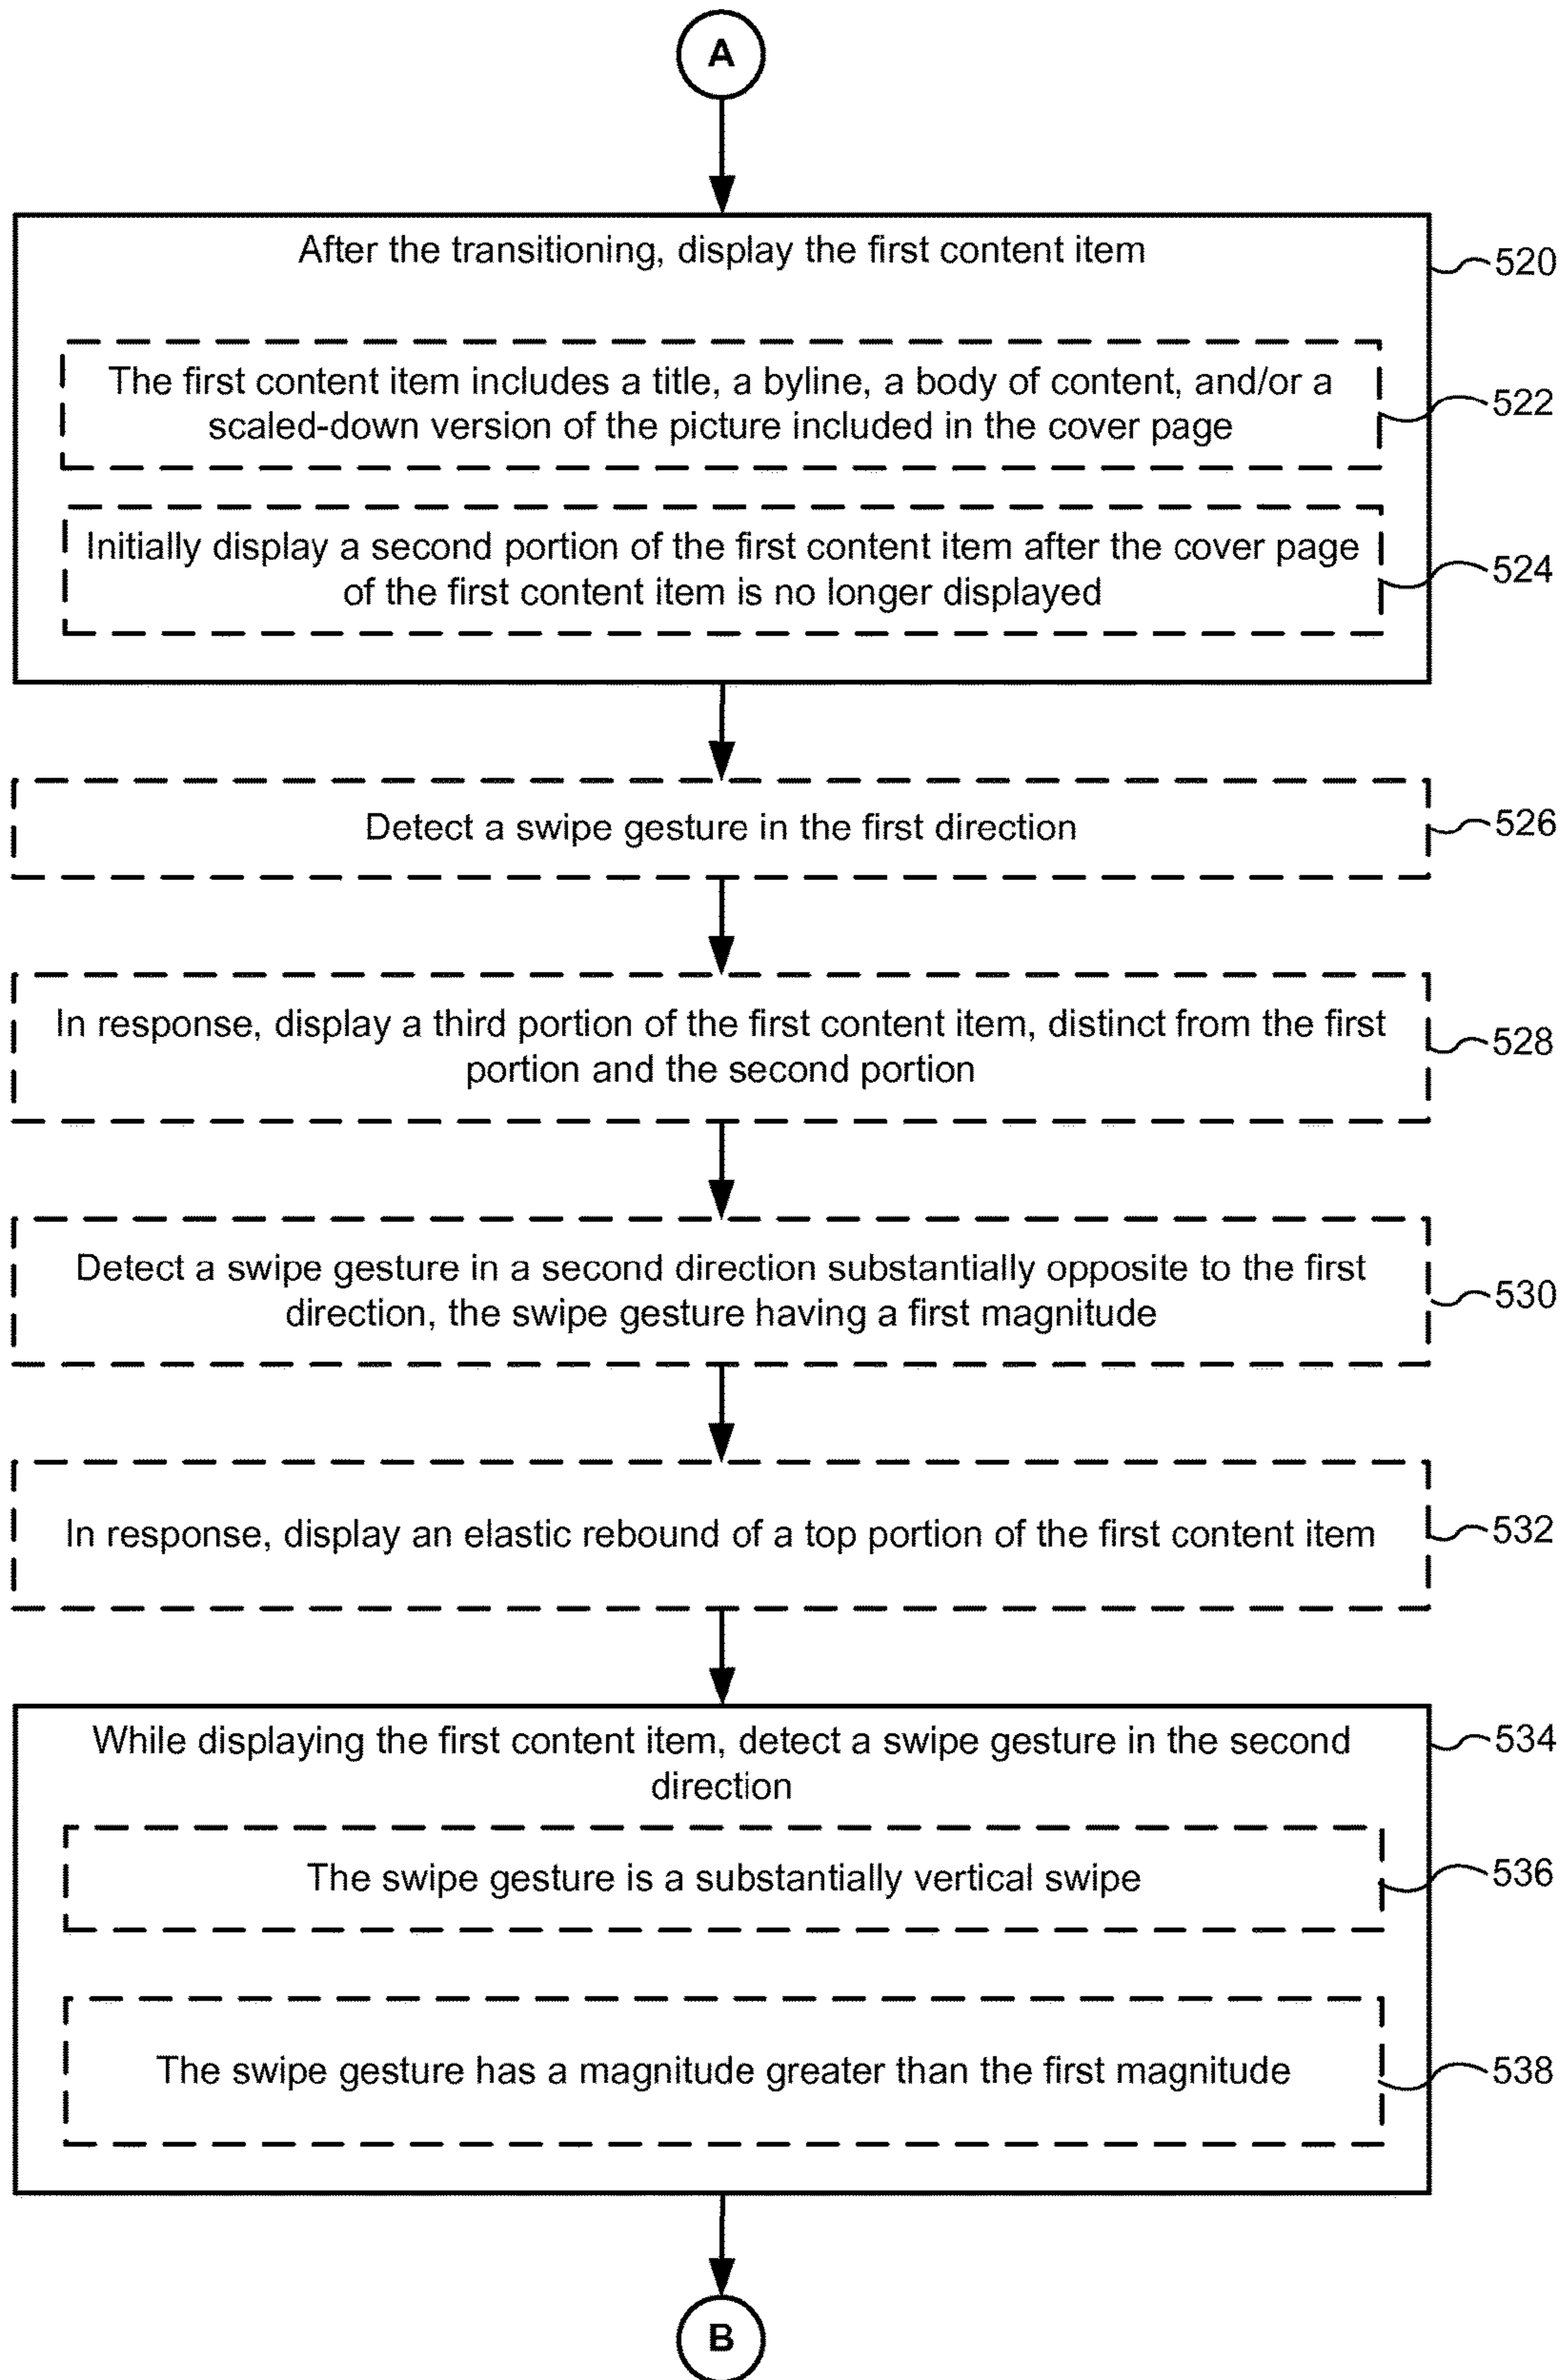 A
After the transitioning, display the first content item
520
The first content item includes a title, a byline, a body of content, and/or a
scaled-down version of the picture included in the cover page
522
Initially display a second portion of the first content item after the cover page
of the first content item is no longer displayed
524
Detect a swipe gesture in the first direction
526
In response, display a third portion of the first content item, distinct from the first
portion and the second portion
528
Detect a swipe gesture in a second direction substantially opposite to the first
direction, the swipe gesture having a first magnitude
530
In response, display an elastic rebound of a top portion of the first content item
532
While displaying the first content item, detect a swipe gesture in the second
direction
534
The swipe gesture is a substantially vertical swipe
536
The swipe gesture has a magnitude greater than the first magnitude
538
B